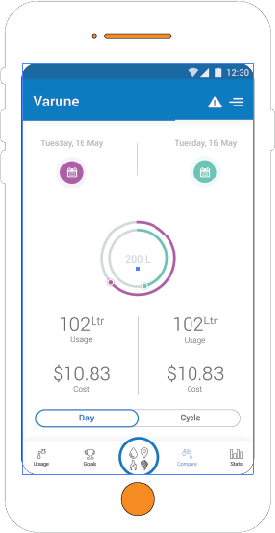 12:30
Varune
Tuesday, 16 May Tuesday, 16 May
200 L
102Ltr 102Ltr
Usage Usage
$10.83 $10.83
Cost Cost
Day Cycle
Usage Goals Compare Stats